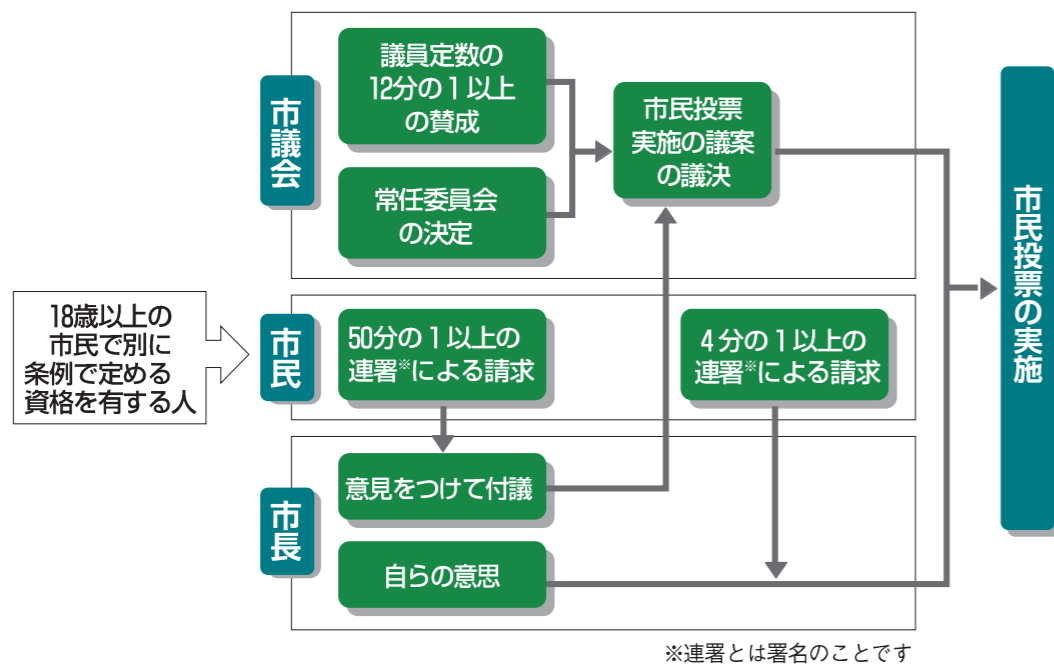 市議会
議員定数の
12分の1以上
の賛成
常任委員会
の決定
市民投票
実施の議案
の議決
18歳以上の
市民で別に
条例で定める
資格を有する人
市民
50分の1以上の
連署※による請求
4分の1以上の
連署※による請求
市長
意見をつけて付議
自らの意思
市民投票の実施
※連署とは署名のことです